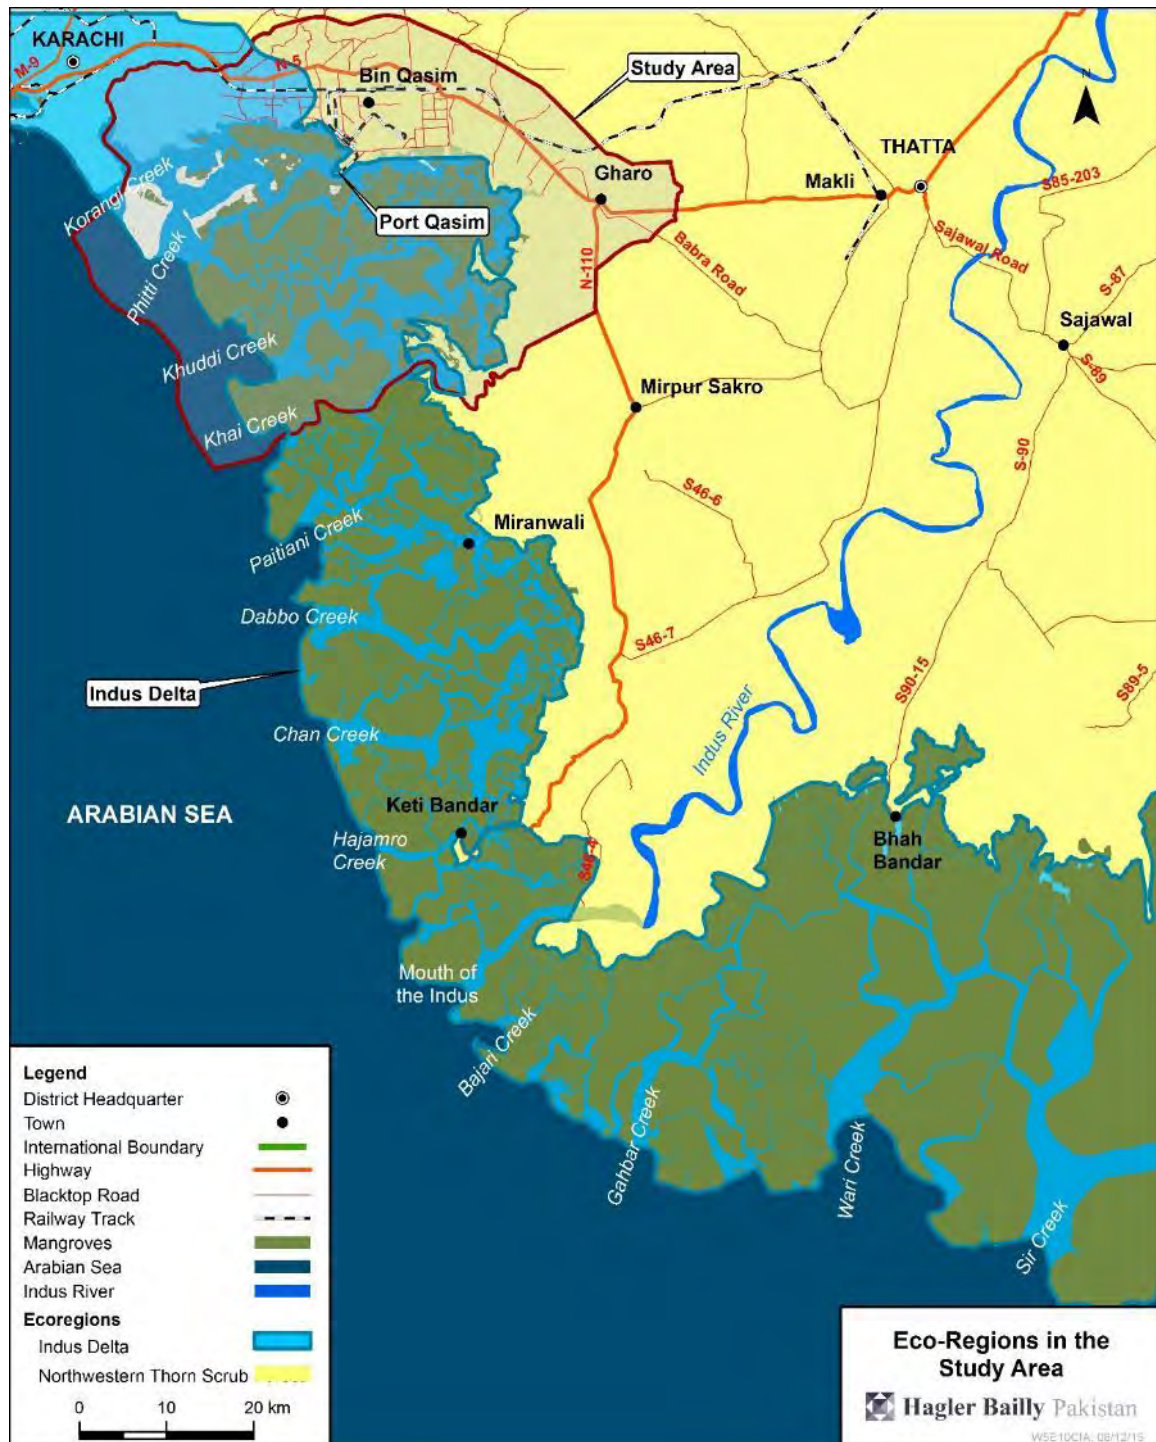 KARACHI
M-9
N-5
Bin Qasim
Study Area
N
THATTA
Makli
S85-203
Gharo
Korangi Creek
Port Qasim
Phitti Creek
N-110
Babra Road
Sajawal Road
S-87
Sajawal
S-89
Khuddi Creek
Khai Creek
Mirpur Sakro
S-90
S46-6
Miranwali
Paitiani Creek
Dabbo Creek
S46-7
Indus Delta
Indus River
S90-15
S89-5
Chan Creek
ARABIAN SEA
Keti Bandar
Hajamro
Creek
S46-4
Bhah
Bandar
Mouth of
the Indus
Bajari Creek
Gahbar Creek
Wari Creek
Sir Creek
Legend
District Headquarter
Town
International Boundary
Highway
Blacktop Road
Railway Track
Mangroves
Arabian Sea
Indus River
Ecoregions
Indus Delta
Northwestern Thorn Scrub
0 10 20 km
Eco-Regions in the
Study Area
Hagler Bailly Pakistan